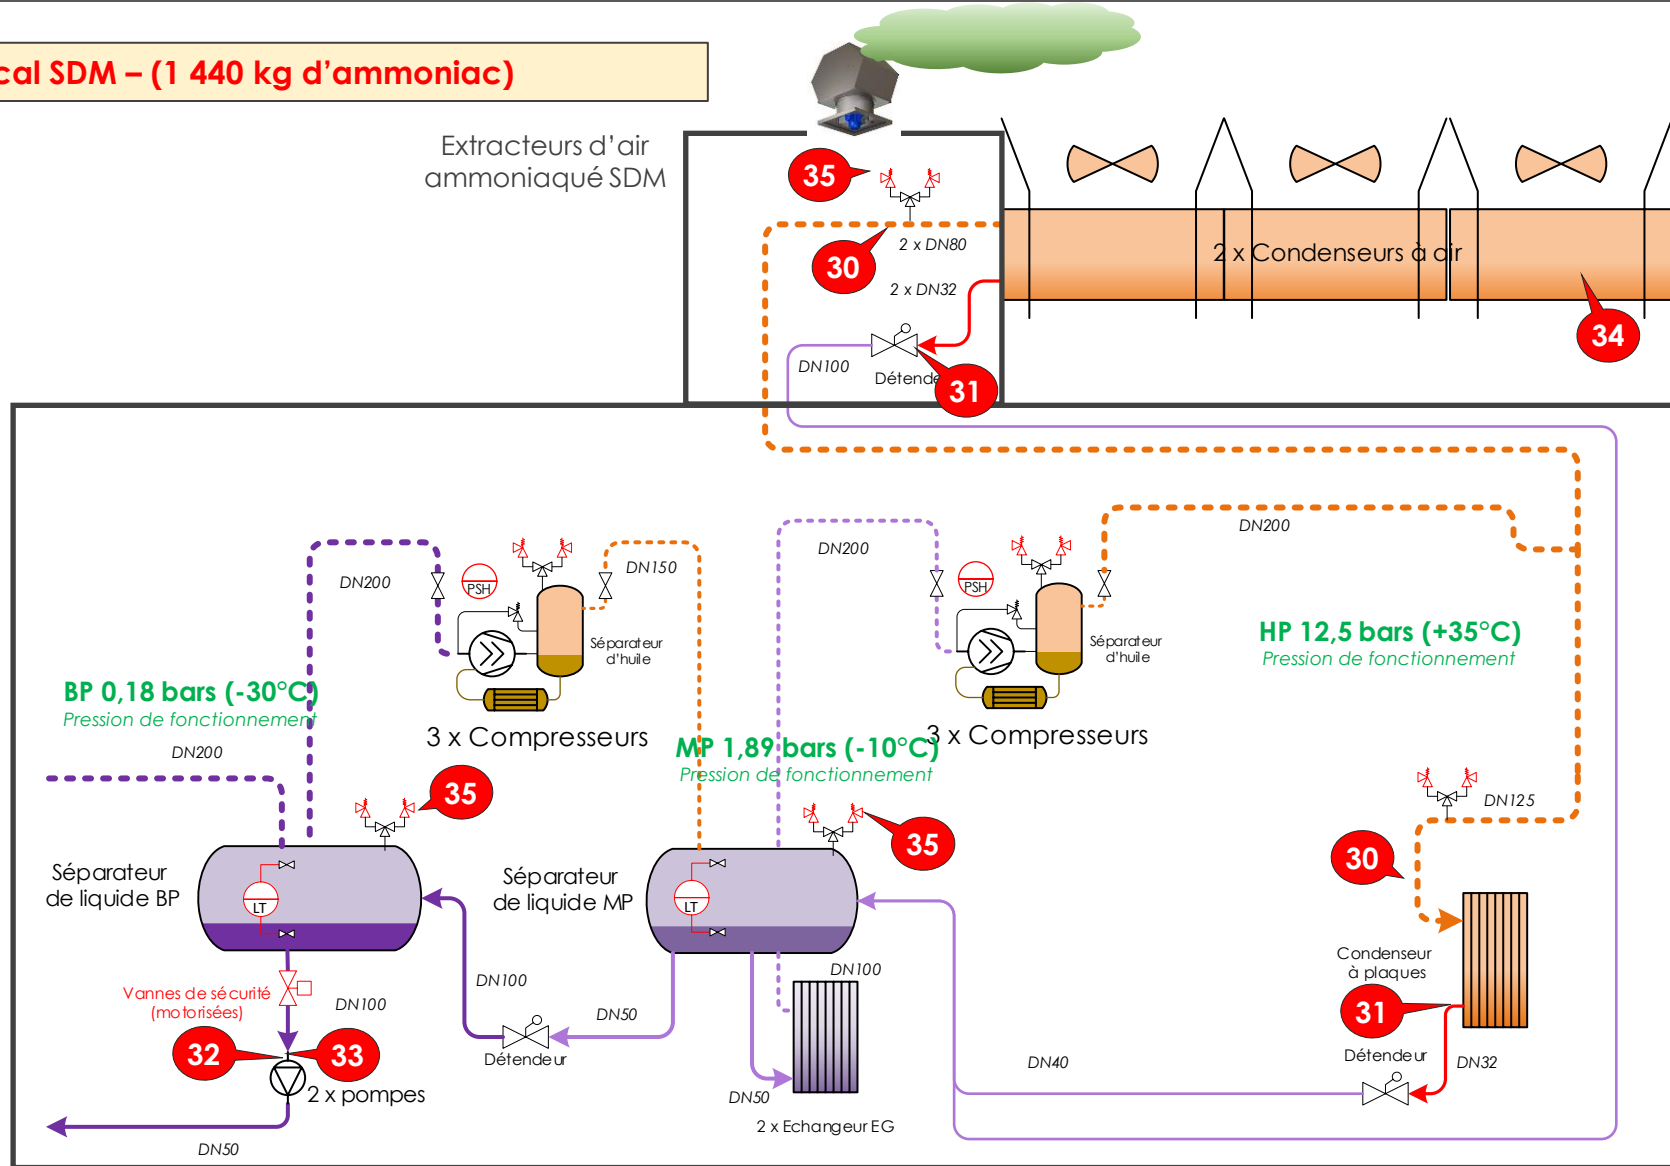 cal SDM – (1 440 kg d’ammoniac)
Extracteurs d’air
ammoniaqué SDM
35
30
2 x DN80
2 x DN32
DN100
31
2 x Condenseurs à air
34
DN200
PSH
DN150
Séparateur
d’huile
3 x Compresseurs
DN200
PSH
Séparateur
d’huile
3 x Compresseurs
DN200
HP 12,5 bars (+35°C)
Pression de fonctionnement
BP 0,18 bars (-30°C)
Pression de fonctionnement
DN200
MP 1,89 bars (-10°C)
Pression de fonctionnement
35
35
DN125
30
Séparateur
de liquide BP
LT
Séparateur
de liquide MP
LT
Vannes de sécurité
(motorisées)
DN100
32
33
2 x pompes
DN50
DN100
DN50
Détendeur
DN100
DN50
2 x Echangeur EG
Condenseur
à plaques
31
Détendeur
DN32
DN40